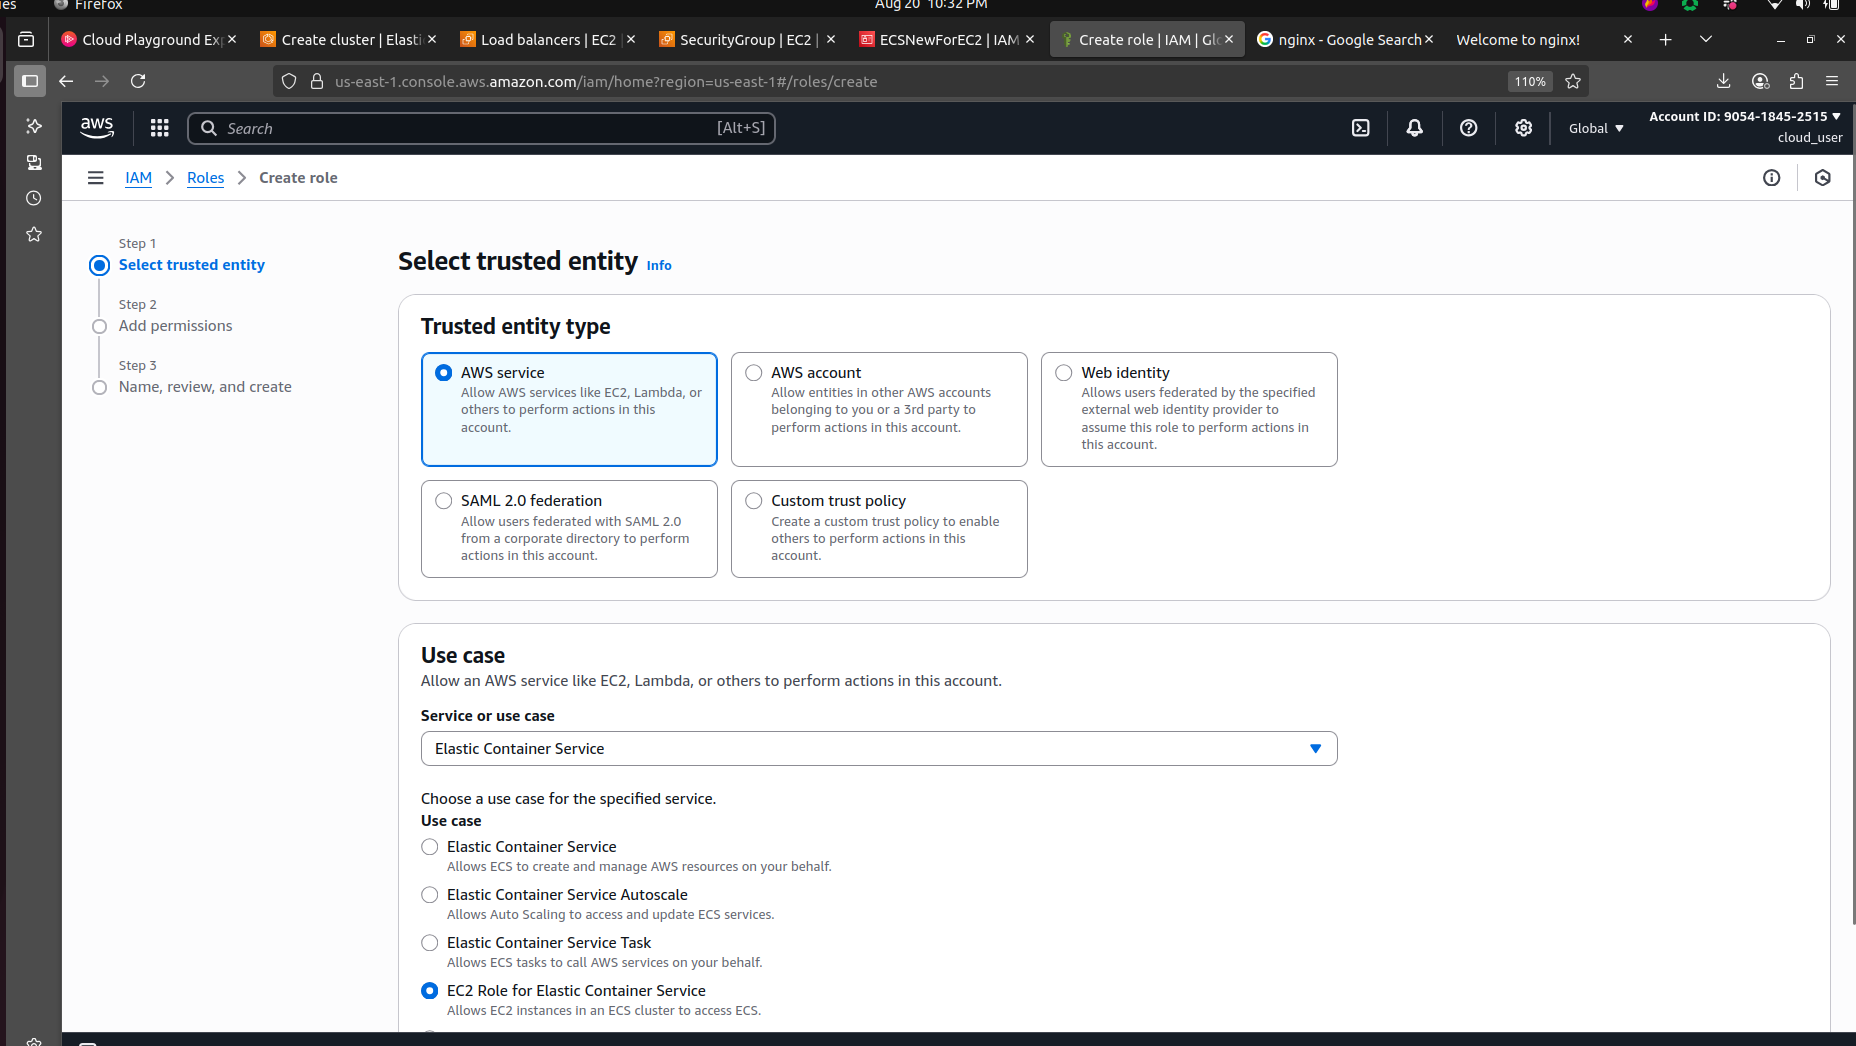 ies
Firefox
Aug 20 10:32 PM
Cloud Playground Ex
Create cluster | Elasti
Load balancers | EC2 |
SecurityGroup | EC2 |
ECSNewForEC2 | IAM
Create role | IAM | Glo
nginx - Google Search
Welcome to nginx!
us-east-1.console.aws.amazon.com/iam/home?region=us-east-1#/roles/create
110%
aws
Search
[Alt+S]
Global
Account ID: 9054-1845-2515
cloud_user
IAM
Roles
Create role
Step 1
Select trusted entity
Step 2
Add permissions
Step 3
Name, review, and create
Select trusted entity Info
Trusted entity type
AWS service
Allow AWS services like EC2, Lambda, or
others to perform actions in this
account.
AWS account
Allow entities in other AWS accounts
belonging to you or a 3rd party to
perform actions in this account.
Web identity
Allows users federated by the specified
external web identity provider to
assume this role to perform actions in
this account.
SAML 2.0 federation
Allow users federated with SAML 2.0
from a corporate directory to perform
actions in this account.
Custom trust policy
Create a custom trust policy to enable
others to perform actions in this
account.
Use case
Allow an AWS service like EC2, Lambda, or others to perform actions in this account.
Service or use case
Elastic Container Service
Choose a use case for the specified service.
Use case
Elastic Container Service
Allows ECS to create and manage AWS resources on your behalf.
Elastic Container Service Autoscale
Allows Auto Scaling to access and update ECS services.
Elastic Container Service Task
Allows ECS tasks to call AWS services on your behalf.
EC2 Role for Elastic Container Service
Allows EC2 instances in an ECS cluster to access ECS.